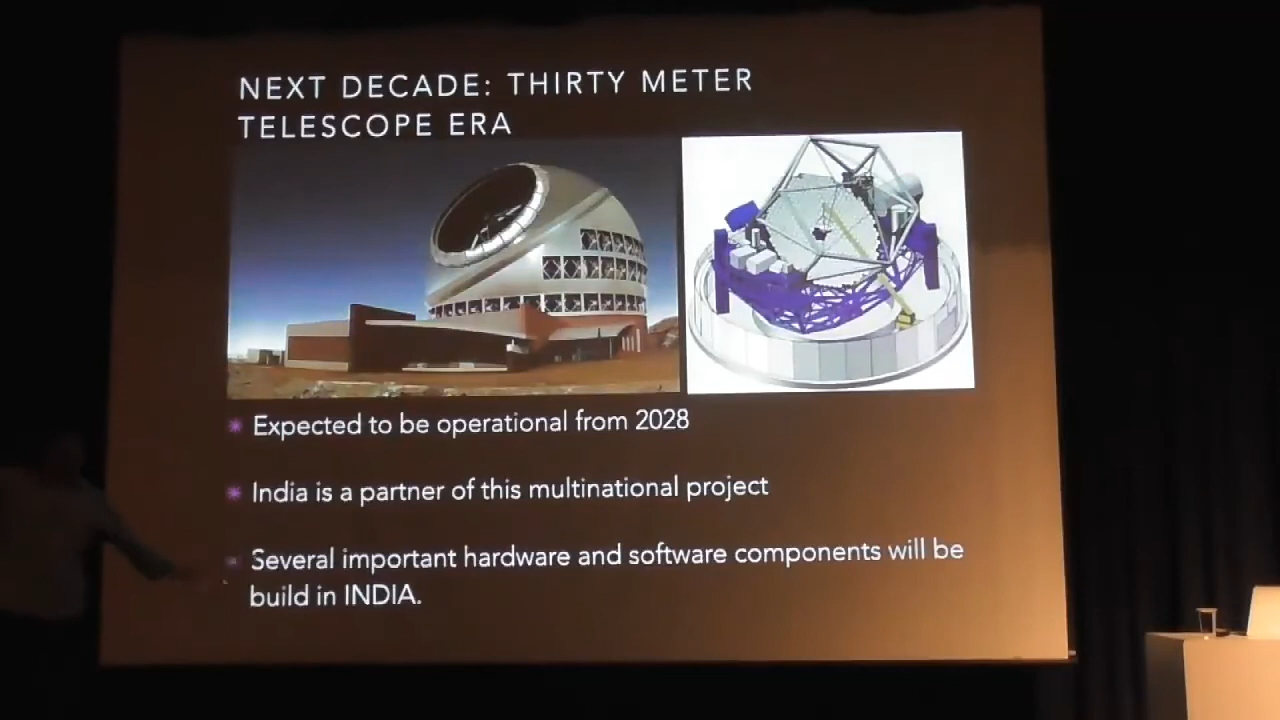 NEXT DECADE: THIRTY METER
TELESCOPE ERA
Expected to be operational from 2028
India is a partner of this multinational project
Several important hardware and software components will be
build in INDIA.